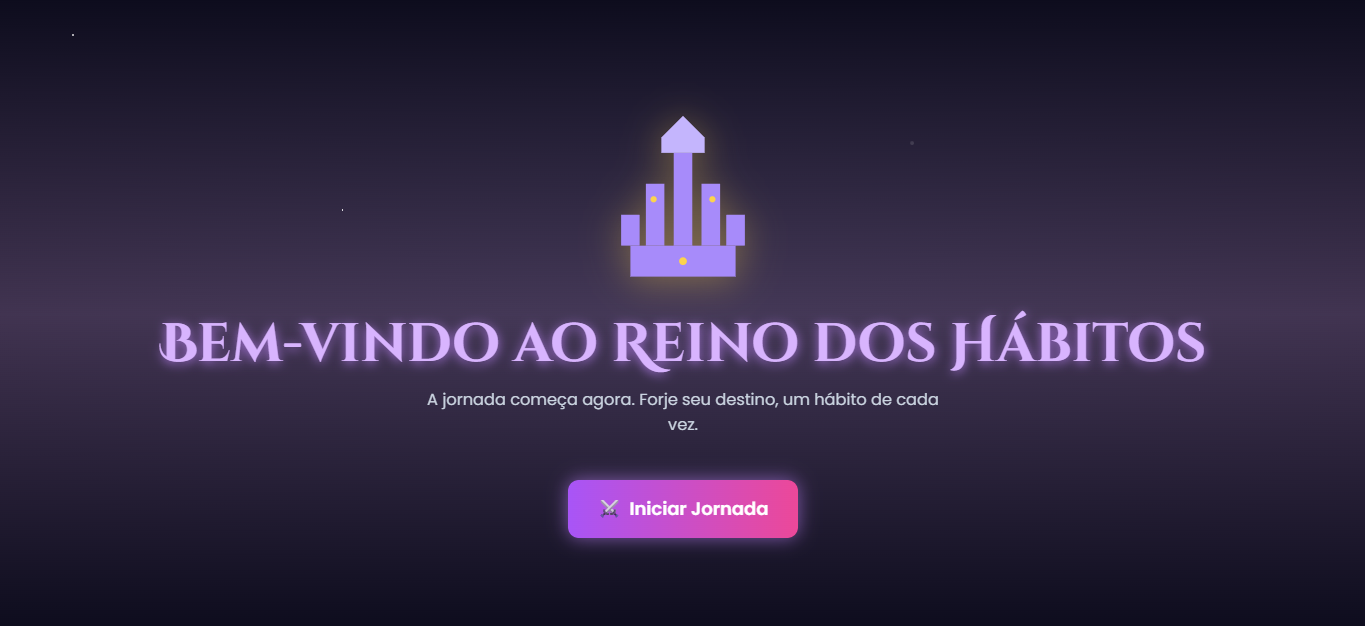 Bem-vindo ao Reino dos Hábitos
A jornada começa agora. Forje seu destino, um hábito de cada
vez.
⚔️ Iniciar Jornada